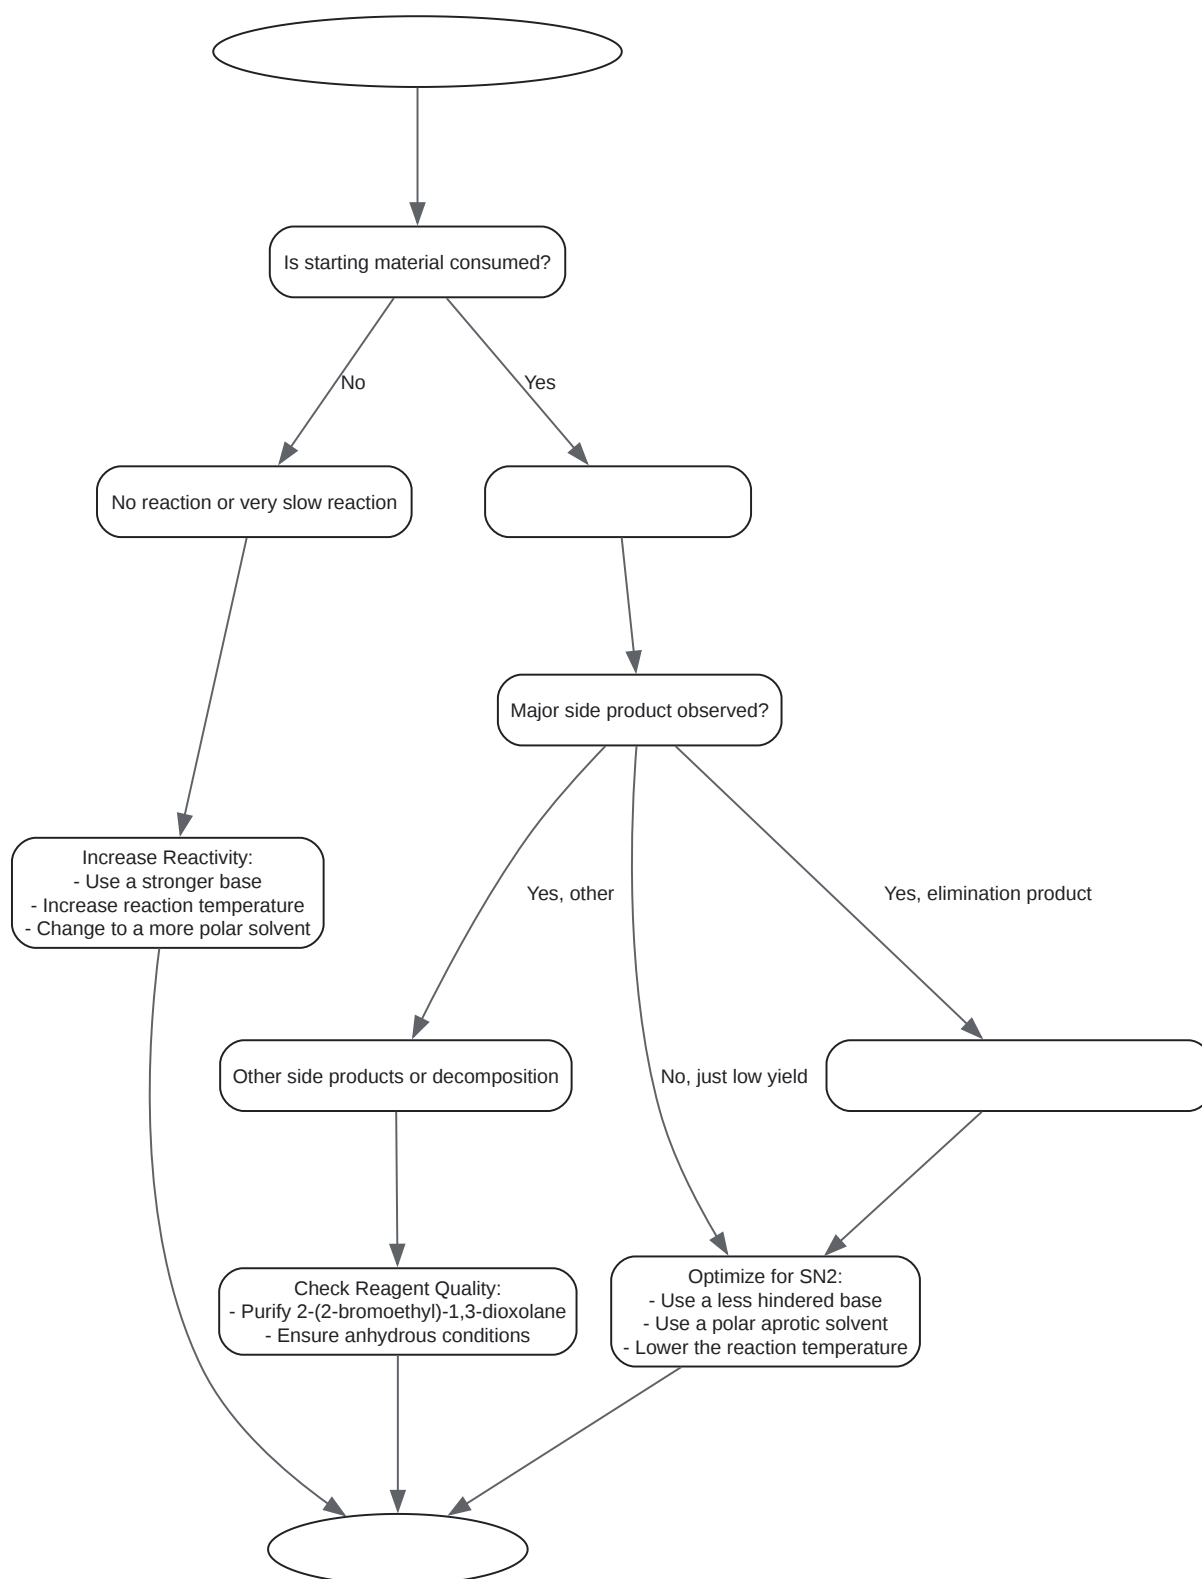 Is starting material consumed?
No
Yes
No reaction or very slow reaction
Major side product observed?
Increase Reactivity:
- Use a stronger base
- Increase reaction temperature
- Change to a more polar solvent
Yes, other
Yes, elimination product
Other side products or decomposition
No, just low yield
Check Reagent Quality:
- Purify 2-(2-bromoethyl)-1,3-dioxolane
- Ensure anhydrous conditions
Optimize for SN2:
- Use a less hindered base
- Use a polar aprotic solvent
- Lower the reaction temperature